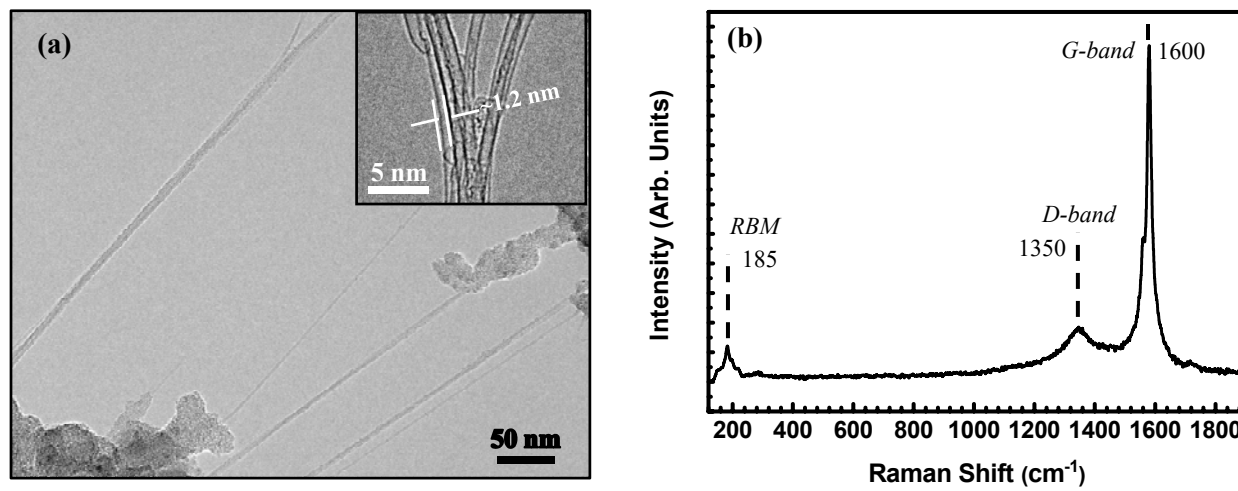 (a)
~1.2 nm
5 nm
50 nm
(b)
G-band
1600
D-band
1350
RBM
185
Intensity (Arb. Units)
200 400 600 800 1000 1200 1400 1600 1800
Raman Shift (cm⁻¹)